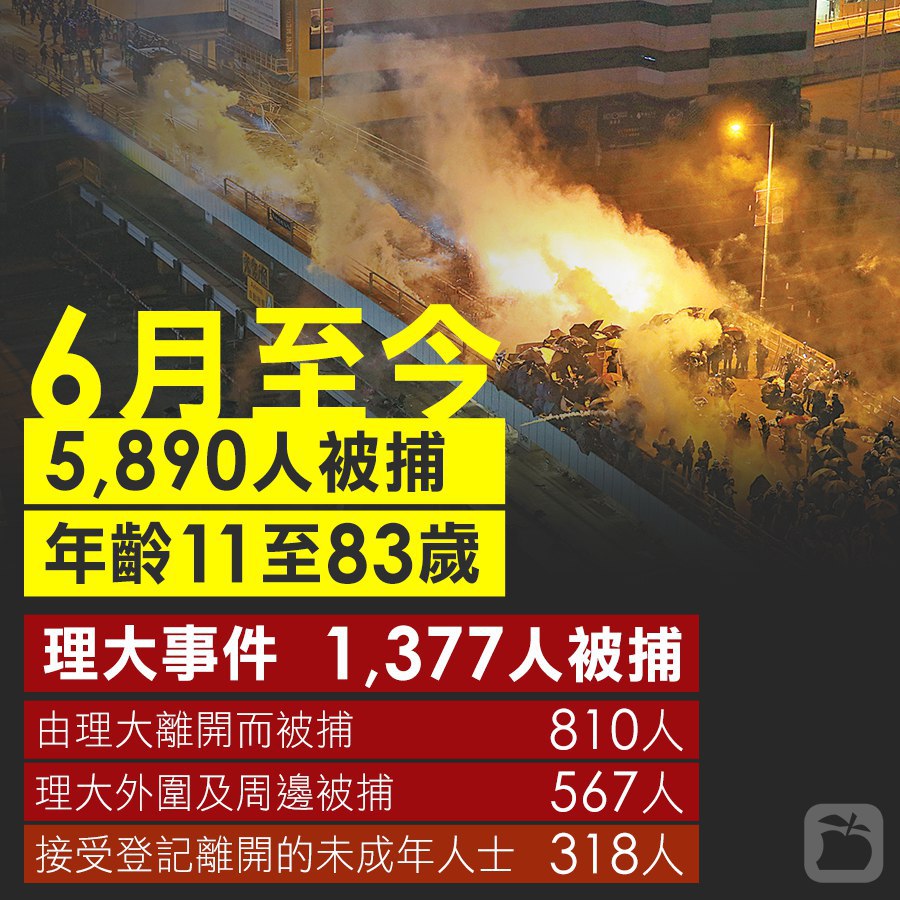 6月至今
5,890人被捕
年齡11至83歲
理大事件 1,377人被捕
由理大離開而被捕 810人
理大外圍及周邊被捕 567人
接受登記離開的未成年人士 318人